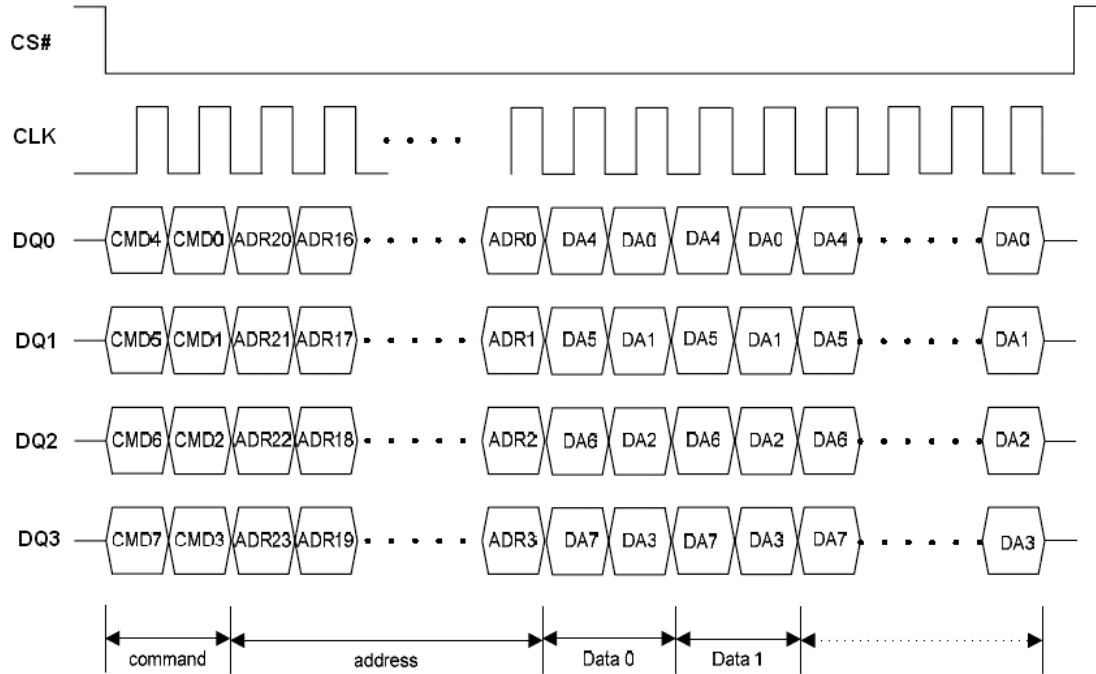 CS#
CLK
DQ0 CMD4 CMD0 ADR20 ADR16 ADR0 DA4 DA0 DA4 DA0 DA4 DA0
DQ1 CMD5 CMD1 ADR21 ADR17 ADR1 DA5 DA1 DA5 DA1 DA5 DA1
DQ2 CMD6 CMD2 ADR22 ADR18 ADR2 DA6 DA2 DA6 DA2 DA6 DA2
DQ3 CMD7 CMD3 ADR23 ADR19 ADR3 DA7 DA3 DA7 DA3 DA7 DA3
command address Data 0 Data 1